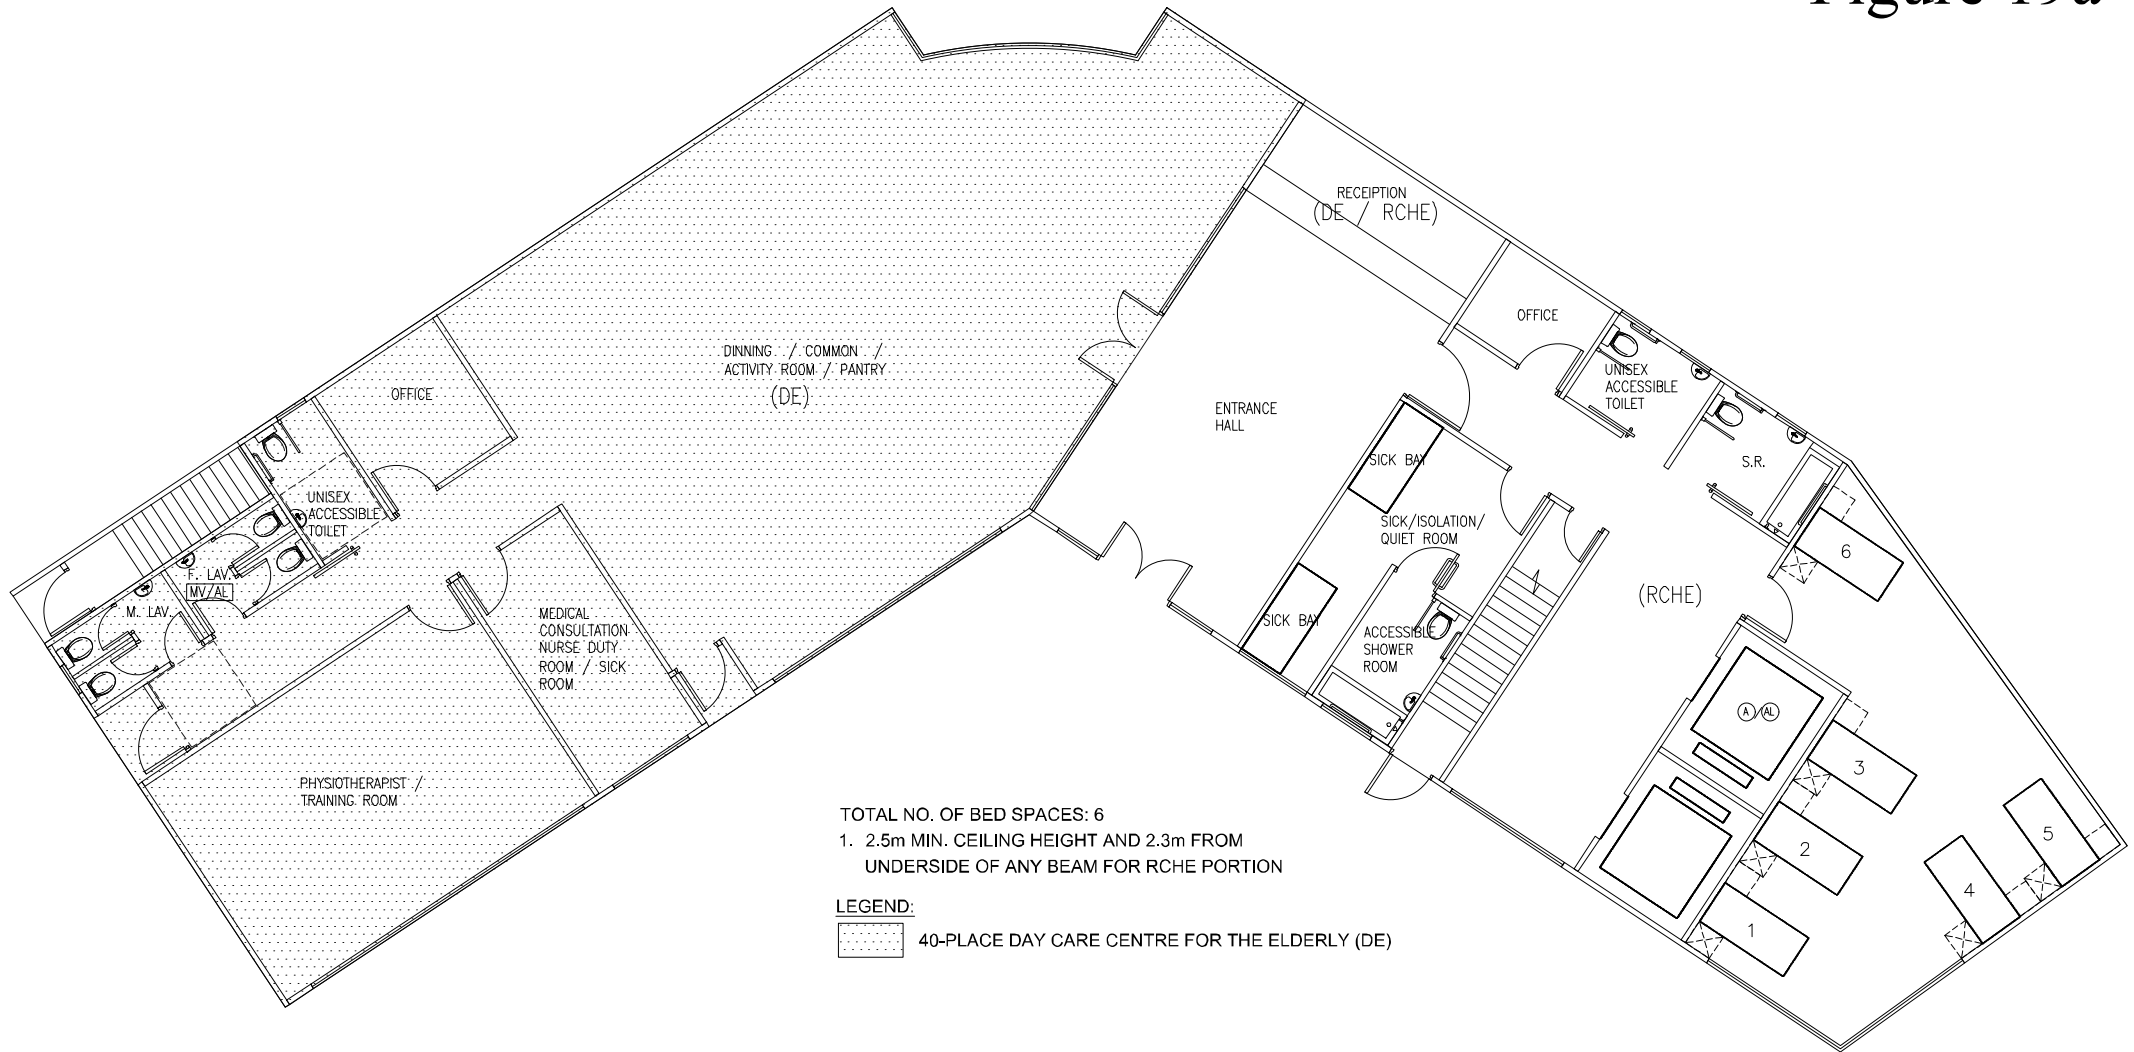 Figure 19a
RECEIPTION
(DE / RCHE)
OFFICE
DINNING / COMMON /
ACTIVITY ROOM / PANTRY
(DE)
OFFICE
UNISEX
ACCESSIBLE
TOILET
ENTRANCE
HALL
SICK BAY
S.R.
UNISEX
ACCESSIBLE
TOILET
SICK/ISOLATION/
QUIET ROOM
6
F. LAV.
MV/AL
M. LAV.
(RCHE)
MEDICAL
CONSULTATION
NURSE DUTY
ROOM / SICK
ROOM
SICK BAY
ACCESSIBLE
SHOWER
ROOM
A/AL
3
PHYSIOTHERAPIST /
TRAINING ROOM
TOTAL NO. OF BED SPACES: 6
1. 2.5m MIN. CEILING HEIGHT AND 2.3m FROM
UNDERSIDE OF ANY BEAM FOR RCHE PORTION
2
5
4
1
LEGEND:
40-PLACE DAY CARE CENTRE FOR THE ELDERLY (DE)